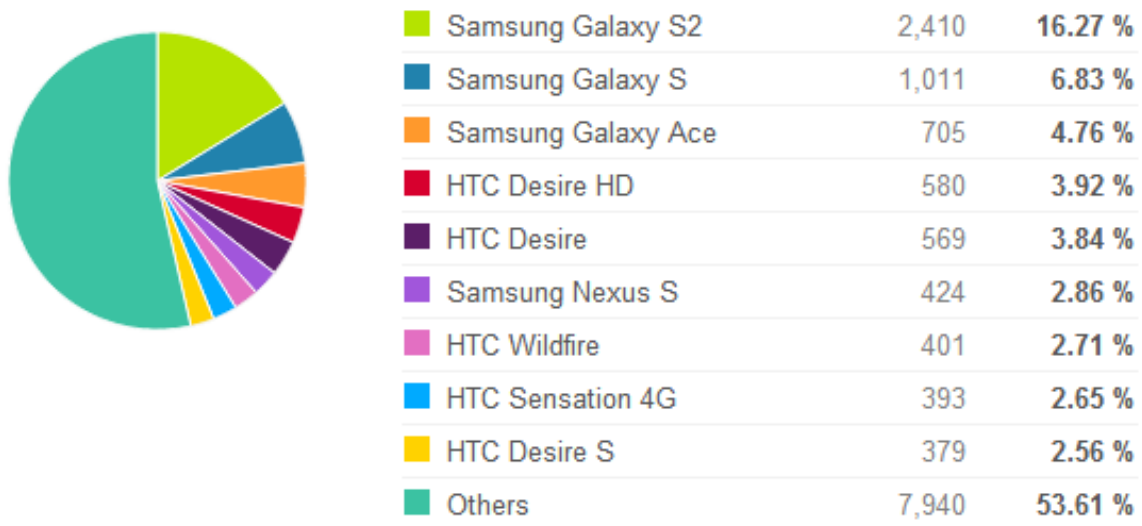 Samsung Galaxy S2 2,410 16.27 %
Samsung Galaxy S 1,011 6.83 %
Samsung Galaxy Ace 705 4.76 %
HTC Desire HD 580 3.92 %
HTC Desire 569 3.84 %
Samsung Nexus S 424 2.86 %
HTC Wildfire 401 2.71 %
HTC Sensation 4G 393 2.65 %
HTC Desire S 379 2.56 %
Others 7,940 53.61 %